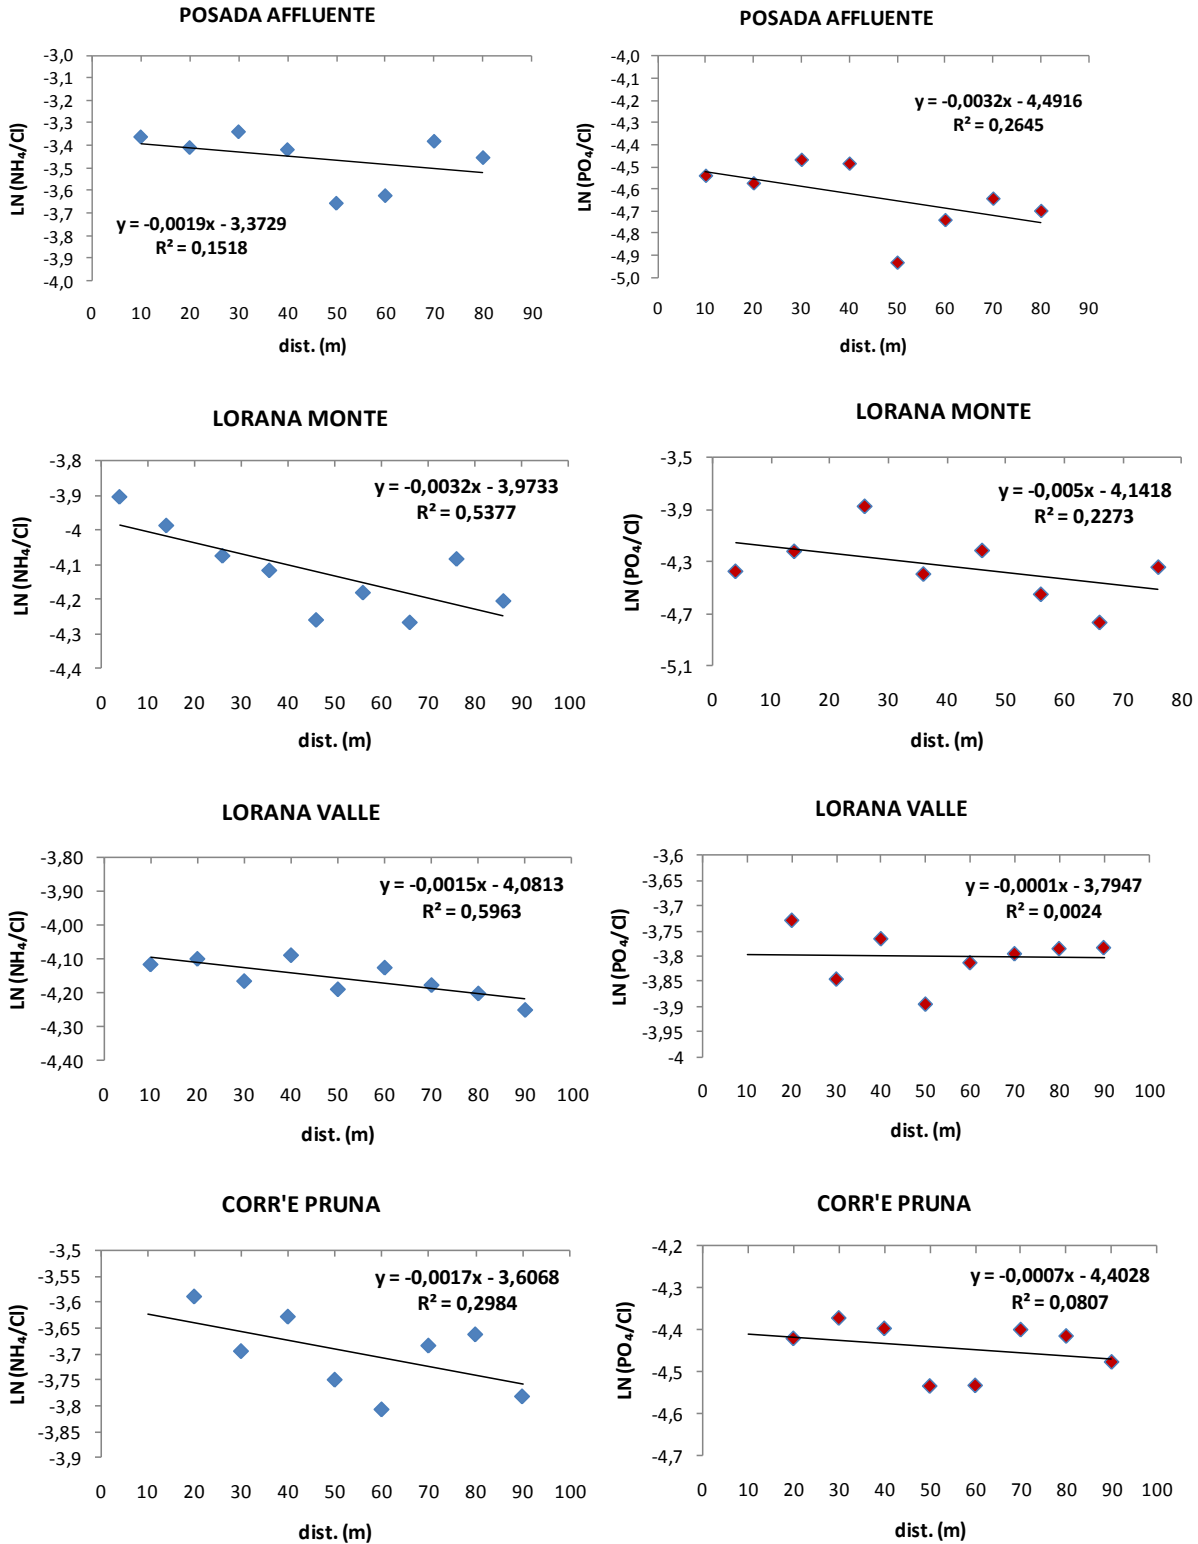 POSADA AFFLUENTE
-3,0
-3,1
-3,2
-3,3
-3,4
-3,5
-3,6
-3,7
-3,8
-3,9
-4,0
LN (NH₄/Cl)
y = -0,0019x - 3,3729
R² = 0,1518
0 10 20 30 40 50 60 70 80 90
dist. (m)
POSADA AFFLUENTE
-4,0
-4,1
-4,2
-4,3
-4,4
-4,5
-4,6
-4,7
-4,8
-4,9
-5,0
LN (PO₄/Cl)
y = -0,0032x - 4,4916
R² = 0,2645
0 10 20 30 40 50 60 70 80 90
dist. (m)
LORANA MONTE
-3,8
-3,9
-4
-4,1
-4,2
-4,3
-4,4
LN (NH₄/Cl)
y = -0,0032x - 3,9733
R² = 0,5377
0 10 20 30 40 50 60 70 80 90 100
dist. (m)
LORANA MONTE
-3,5
-3,9
-4,3
-4,7
-5,1
LN (PO₄/Cl)
y = -0,005x - 4,1418
R² = 0,2273
0 10 20 30 40 50 60 70 80
dist. (m)
LORANA VALLE
-3,80
-3,90
-4,00
-4,10
-4,20
-4,30
-4,40
LN (NH₄/Cl)
y = -0,0015x - 4,0813
R² = 0,5963
0 10 20 30 40 50 60 70 80 90 100
dist. (m)
LORANA VALLE
-3,6
-3,65
-3,7
-3,75
-3,8
-3,85
-3,9
-3,95
-4
LN (PO₄/Cl)
y = -0,0001x - 3,7947
R² = 0,0024
0 10 20 30 40 50 60 70 80 90 100
dist. (m)
CORR'E PRUNA
-3,5
-3,55
-3,6
-3,65
-3,7
-3,75
-3,8
-3,85
-3,9
LN (NH₄/Cl)
y = -0,0017x - 3,6068
R² = 0,2984
0 10 20 30 40 50 60 70 80 90 100
dist. (m)
CORR'E PRUNA
-4,2
-4,3
-4,4
-4,5
-4,6
-4,7
LN (PO₄/Cl)
y = -0,0007x - 4,4028
R² = 0,0807
0 10 20 30 40 50 60 70 80 90 100
dist. (m)